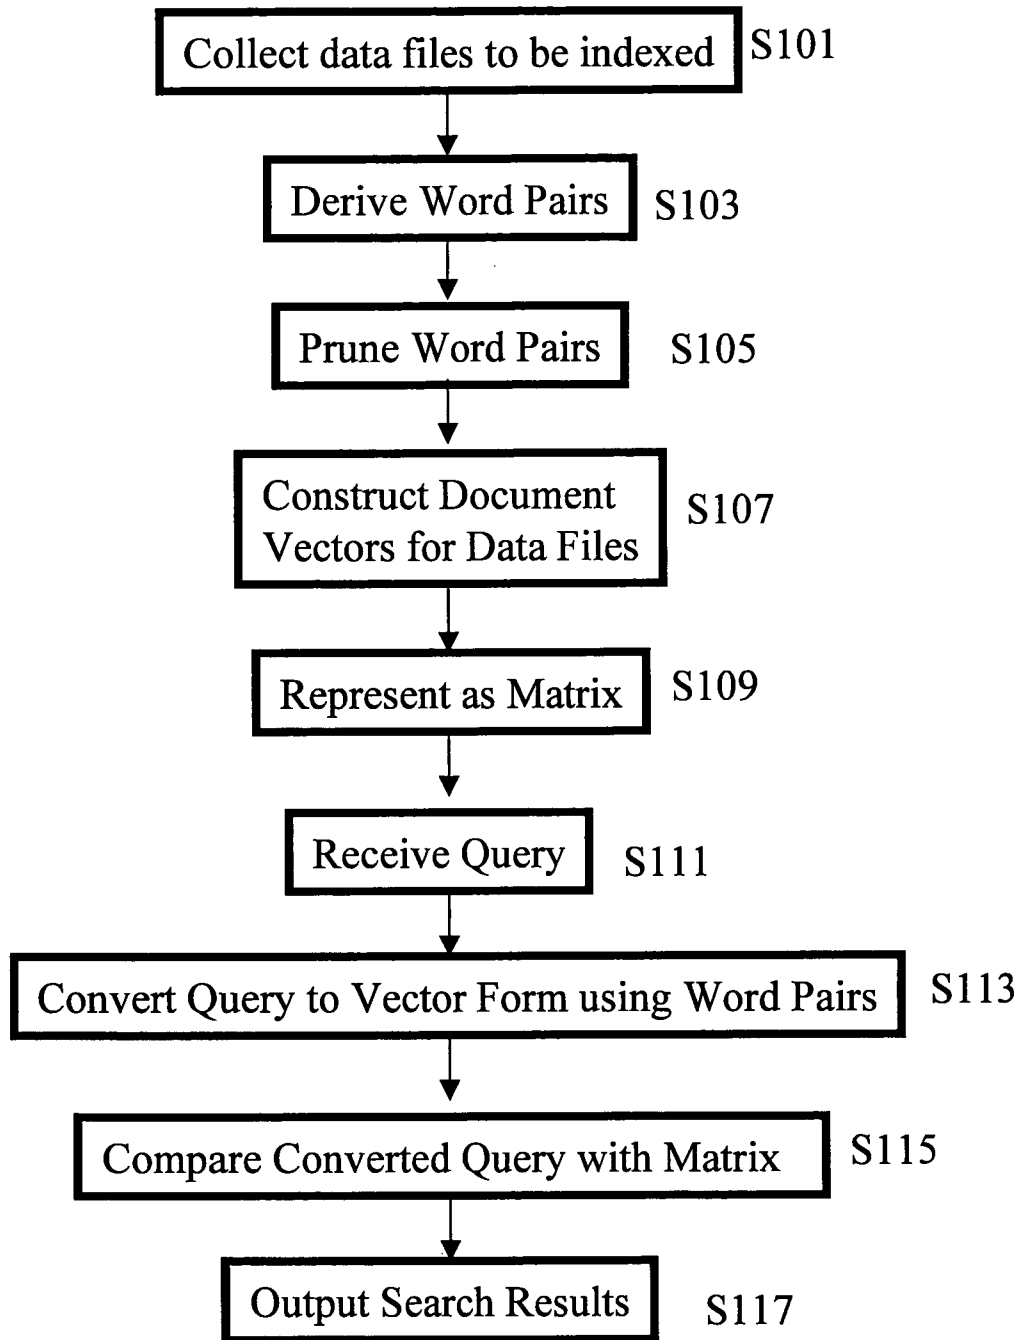 Collect data files to be indexed S101
Derive Word Pairs S103
Prune Word Pairs S105
Construct Document
Vectors for Data Files S107
Represent as Matrix S109
Receive Query S111
Convert Query to Vector Form using Word Pairs S113
Compare Converted Query with Matrix S115
Output Search Results S117